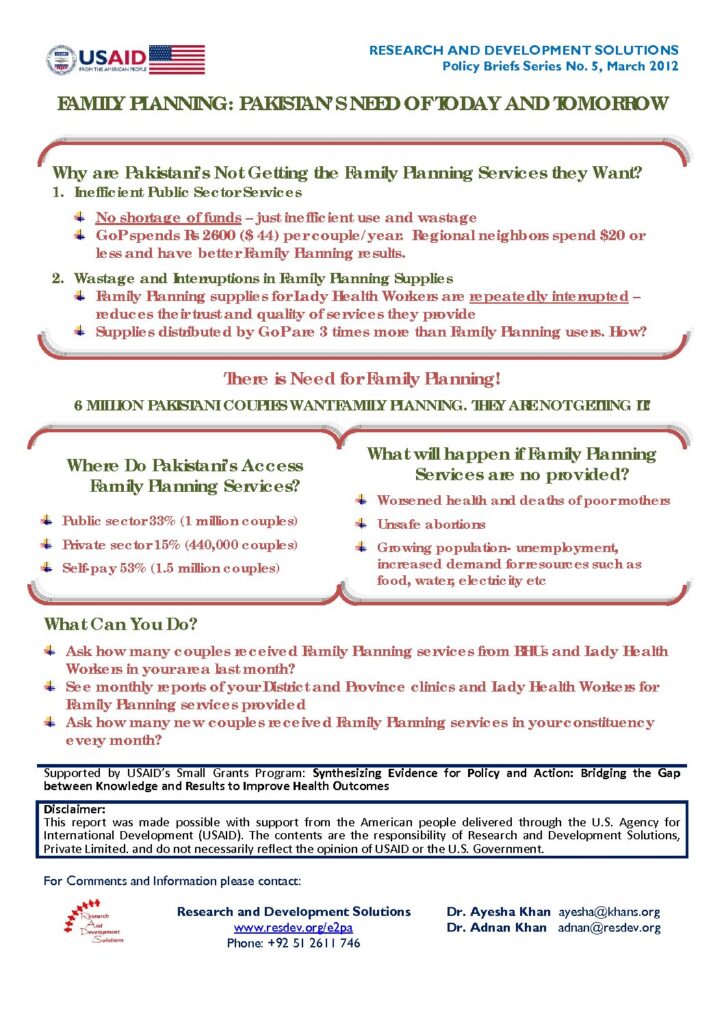 USAID
FROM THE AMERICAN PEOPLE
RESEARCH AND DEVELOPMENT SOLUTIONS
Policy Briefs Series No. 5, March 2012
FAMILY PLANNING: PAKISTAN'S NEED OF TODAY AND TOMORROW
Why are Pakistani's Not Getting the Family Planning Services they Want?
1. Inefficient Public Sector Services
No shortage of funds – just inefficient use and wastage
GoP spends Rs 2600 ($ 44) per couple/ year. Regional neighbors spend $20 or
less and have better Family Planning results.
2. Wastage and Interruptions in Family Planning Supplies
Family Planning supplies for Lady Health Workers are repeatedly interrupted –
reduces their trust and quality of services they provide
Supplies distributed by GoP are 3 times more than Family Planning users. How?
There is Need for Family Planning!
6 MILLION PAKISTANI COUPLES WANT FAMILY PLANNING. THEY ARE NOT GETTING IT!
Where Do Pakistani's Access
Family Planning Services?
Public sector 33% (1 million couples)
Private sector 15% (440,000 couples)
Self-pay 53% (1.5 million couples)
What will happen if Family Planning
Services are no provided?
Worsened health and deaths of poor mothers
Unsafe abortions
Growing population- unemployment,
increased demand for resources such as
food, water, electricity etc
What Can You Do?
Ask how many couples received Family Planning services from BHUs and Lady Health
Workers in your area last month?
See monthly reports of your District and Province clinics and Lady Health Workers for
Family Planning services provided
Ask how many new couples received Family Planning services in your constituency
every month?
Supported by USAID's Small Grants Program: Synthesizing Evidence for Policy and Action: Bridging the Gap
between Knowledge and Results to Improve Health Outcomes
Disclaimer:
This report was made possible with support from the American people delivered through the U.S. Agency for
International Development (USAID). The contents are the responsibility of Research and Development Solutions,
Private Limited. and do not necessarily reflect the opinion of USAID or the U.S. Government.
For Comments and Information please contact:
Research
And
Development
Solutions
Research and Development Solutions
www.resdev.org/e2pa
Phone: +92 51 2611 746
Dr. Ayesha Khan ayesha@khans.org
Dr. Adnan Khan adnan@resdev.org